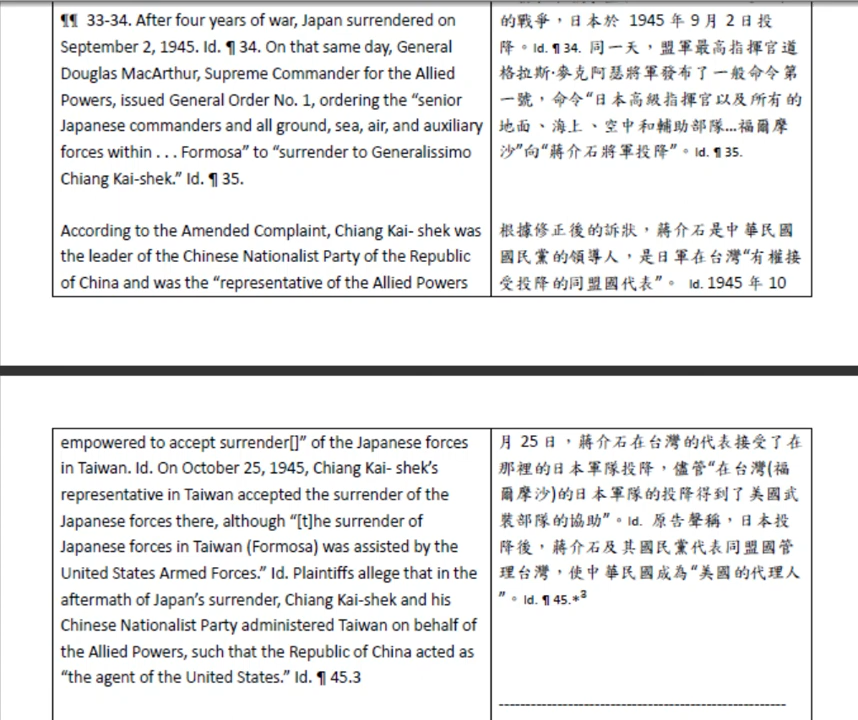 ¶¶ 33-34. After four years of war, Japan surrendered on
September 2, 1945. Id. ¶ 34. On that same day, General
Douglas MacArthur, Supreme Commander for the Allied
Powers, issued General Order No. 1, ordering the “senior
Japanese commanders and all ground, sea, air, and auxiliary
forces within . . . Formosa” to “surrender to Generalissimo
Chiang Kai-shek.” Id. ¶ 35.
According to the Amended Complaint, Chiang Kai- shek was
the leader of the Chinese Nationalist Party of the Republic
of China and was the “representative of the Allied Powers
的戰爭，日本於 1945 年 9 月 2 日投
降。Id. ¶ 34. 同一天，盟軍最高指揮官道
格拉斯·麥克阿瑟將軍發布了一般命令第
一號，命令“日本高級指揮官以及所有的
地面、海上、空中和輔助部隊...福爾摩
沙”向“蔣介石將軍投降”。Id. ¶ 35.
根據修正後的訴狀，蔣介石是中華民國
國民黨的領導人，是日軍在台灣“有權接
受投降的同盟國代表”。 Id. 1945 年 10
empowered to accept surrender[]” of the Japanese forces
in Taiwan. Id. On October 25, 1945, Chiang Kai- shek’s
representative in Taiwan accepted the surrender of the
Japanese forces there, although “[t]he surrender of
Japanese forces in Taiwan (Formosa) was assisted by the
United States Armed Forces.” Id. Plaintiffs allege that in the
aftermath of Japan’s surrender, Chiang Kai-shek and his
Chinese Nationalist Party administered Taiwan on behalf of
the Allied Powers, such that the Republic of China acted as
“the agent of the United States.” Id. ¶ 45.3
月 25 日，蔣介石在台灣的代表接受了在
那裡的日本軍隊投降，儘管“在台灣(福
爾摩沙)的日本軍隊的投降得到了美國武
裝部隊的協助”。Id. 原告聲稱，日本投
降後，蔣介石及其國民黨代表同盟國管
理台灣，使中華民國成為“美國的代理人
”。Id. ¶ 45.*3